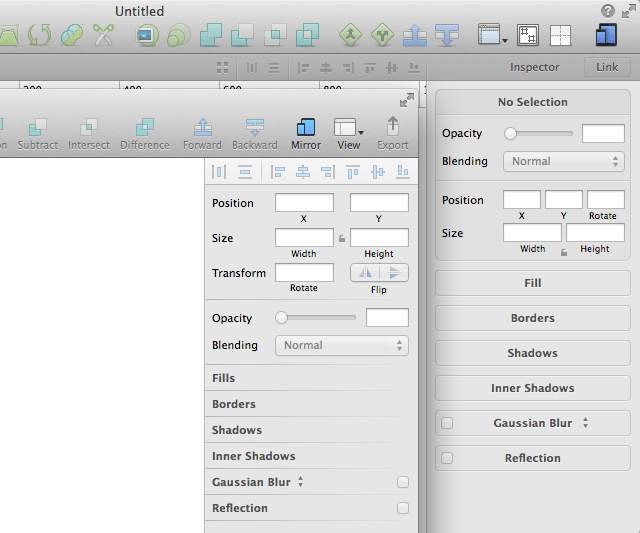 Untitled
Inspector
Link
200
400
600
800
No Selection
Opacity
Blending
Normal
Position
X
Y
Rotate
Size
Width
Height
Fill
Borders
Shadows
Inner Shadows
Gaussian Blur
Reflection
Subtract
Intersect
Difference
Forward
Backward
Mirror
View
Export
Position
X
Y
Size
Width
Height
Transform
Rotate
Flip
Opacity
Blending
Normal
Fills
Borders
Shadows
Inner Shadows
Gaussian Blur
Reflection